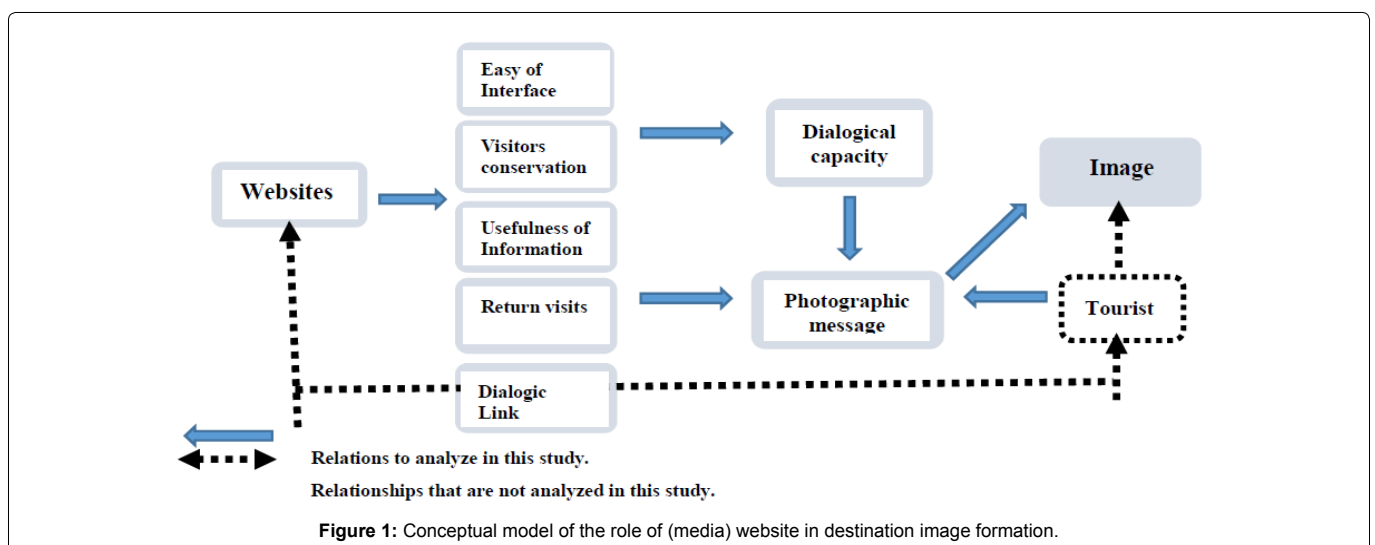 Websites
Easy of
Interface
Visitors
conservation
Usefulness of
Information
Return visits
Dialogic
Link
Dialogical
capacity
Photographic
message
Image
Tourist
Relations to analyze in this study.
Relationships that are not analyzed in this study.
Figure 1: Conceptual model of the role of (media) website in destination image formation.